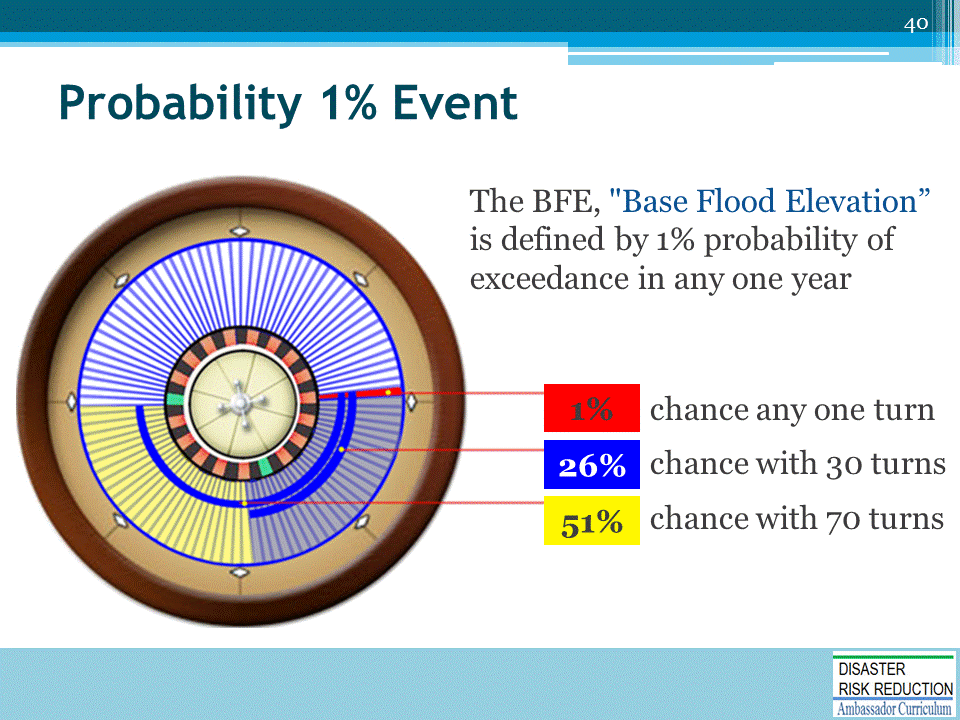 40
Probability 1% Event
The BFE, "Base Flood Elevation”
is defined by 1% probability of
exceedance in any one year
1% chance any one turn
26% chance with 30 turns
51% chance with 70 turns
DISASTER
RISK REDUCTION
Ambassador Curriculum